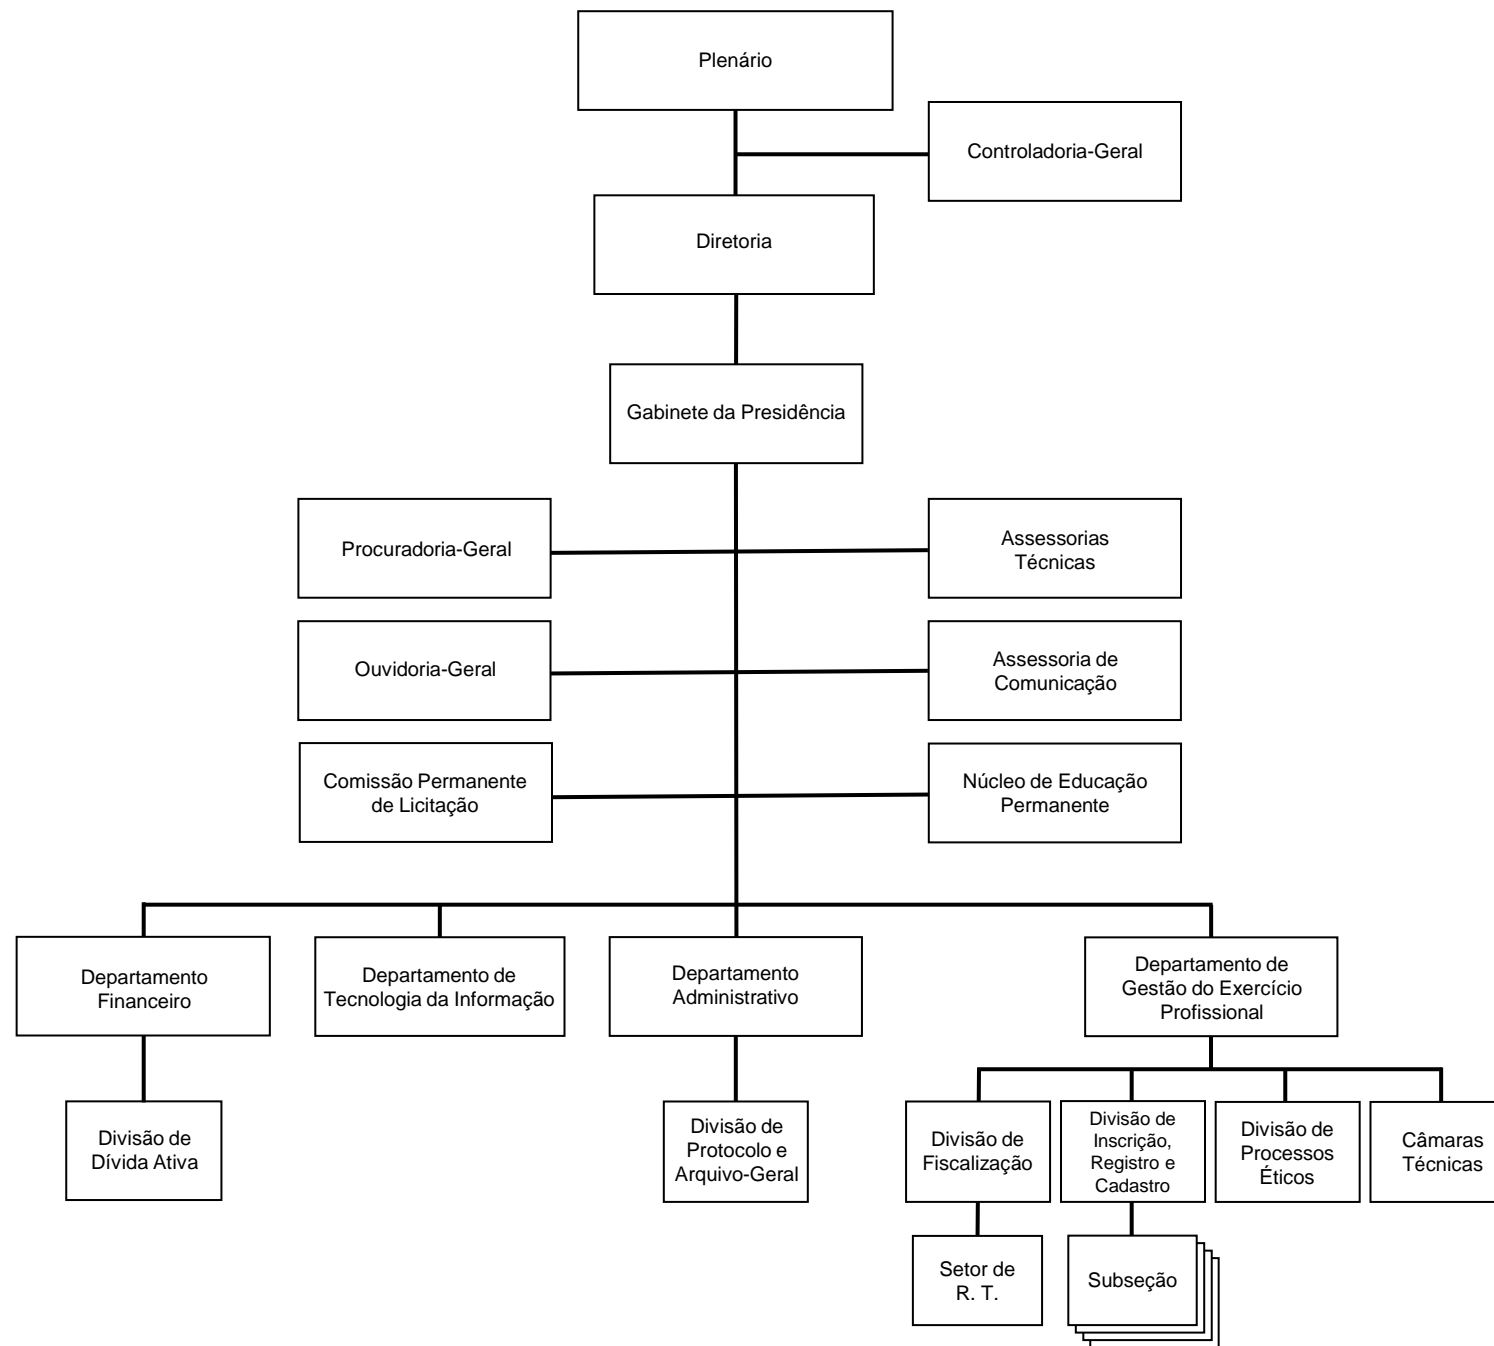 Plenário
Controladoria-Geral
Diretoria
Gabinete da Presidência
Procuradoria-Geral
Assessorias
Técnicas
Ouvidoria-Geral
Assessoria de
Comunicação
Comissão Permanente
de Licitação
Núcleo de Educação
Permanente
Departamento
Financeiro
Departamento de
Tecnologia da Informação
Departamento
Administrativo
Departamento de
Gestão do Exercício
Profissional
Divisão de
Dívida Ativa
Divisão de
Protocolo e
Arquivo-Geral
Divisão de
Fiscalização
Divisão de
Inscrição,
Registro e
Cadastro
Divisão de
Processos
Éticos
Câmaras
Técnicas
Setor de
R. T.
Subseção